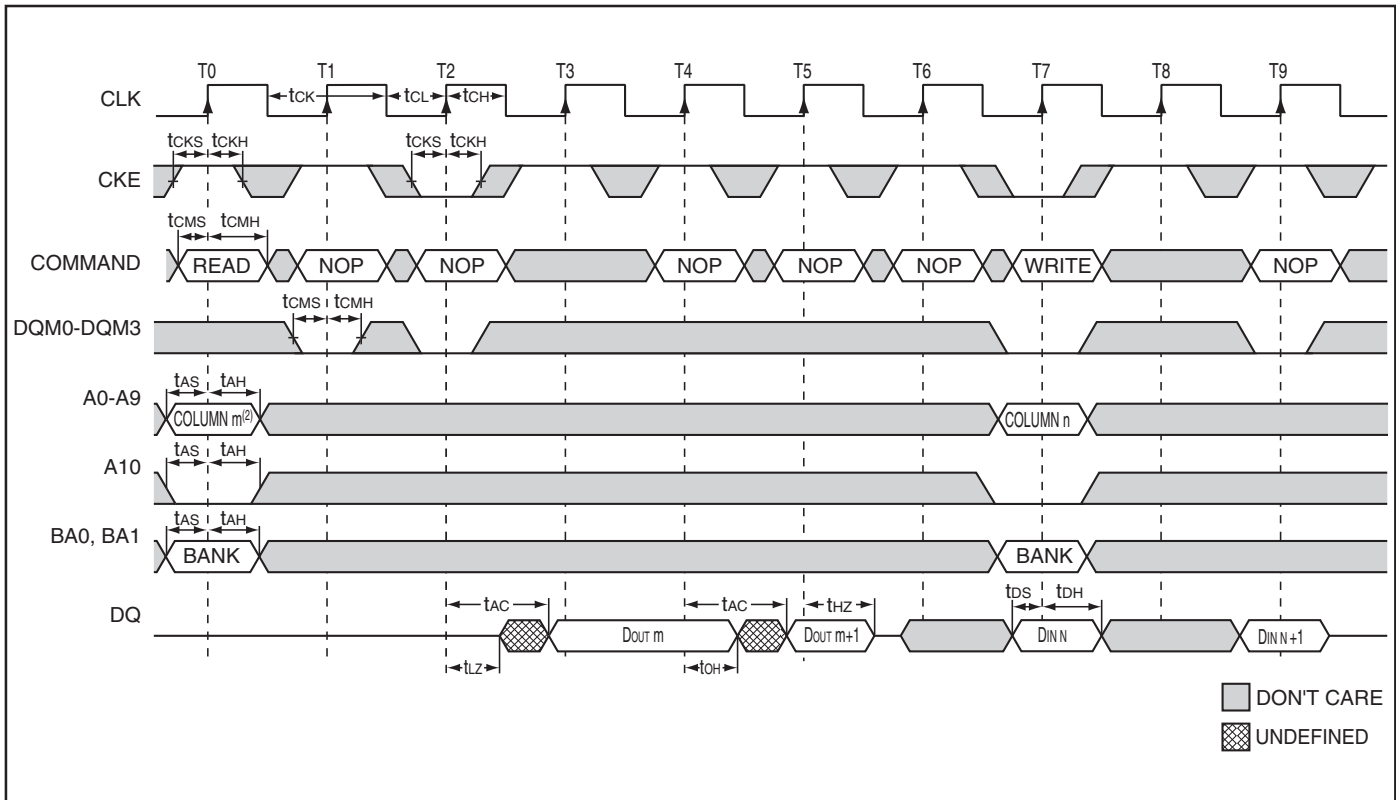 T0 T1 T2 T3 T4 T5 T6 T7 T8 T9
CLK tCK tCL tCH
tCKS tCKH tCKS tCKH
CKE
tCMS tCMH
COMMAND READ NOP NOP NOP NOP NOP WRITE NOP
tCMS tCMH
DQM0-DQM3
tAS tAH
A0-A9 COLUMN m(2) COLUMN n
tAS tAH
A10
tAS tAH
BA0, BA1 BANK BANK
tAC tAC tHZ tDS tDH
DQ DOUT m DOUT m+1 DIN N DIN N+1
tLZ tOH
DON'T CARE
UNDEFINED